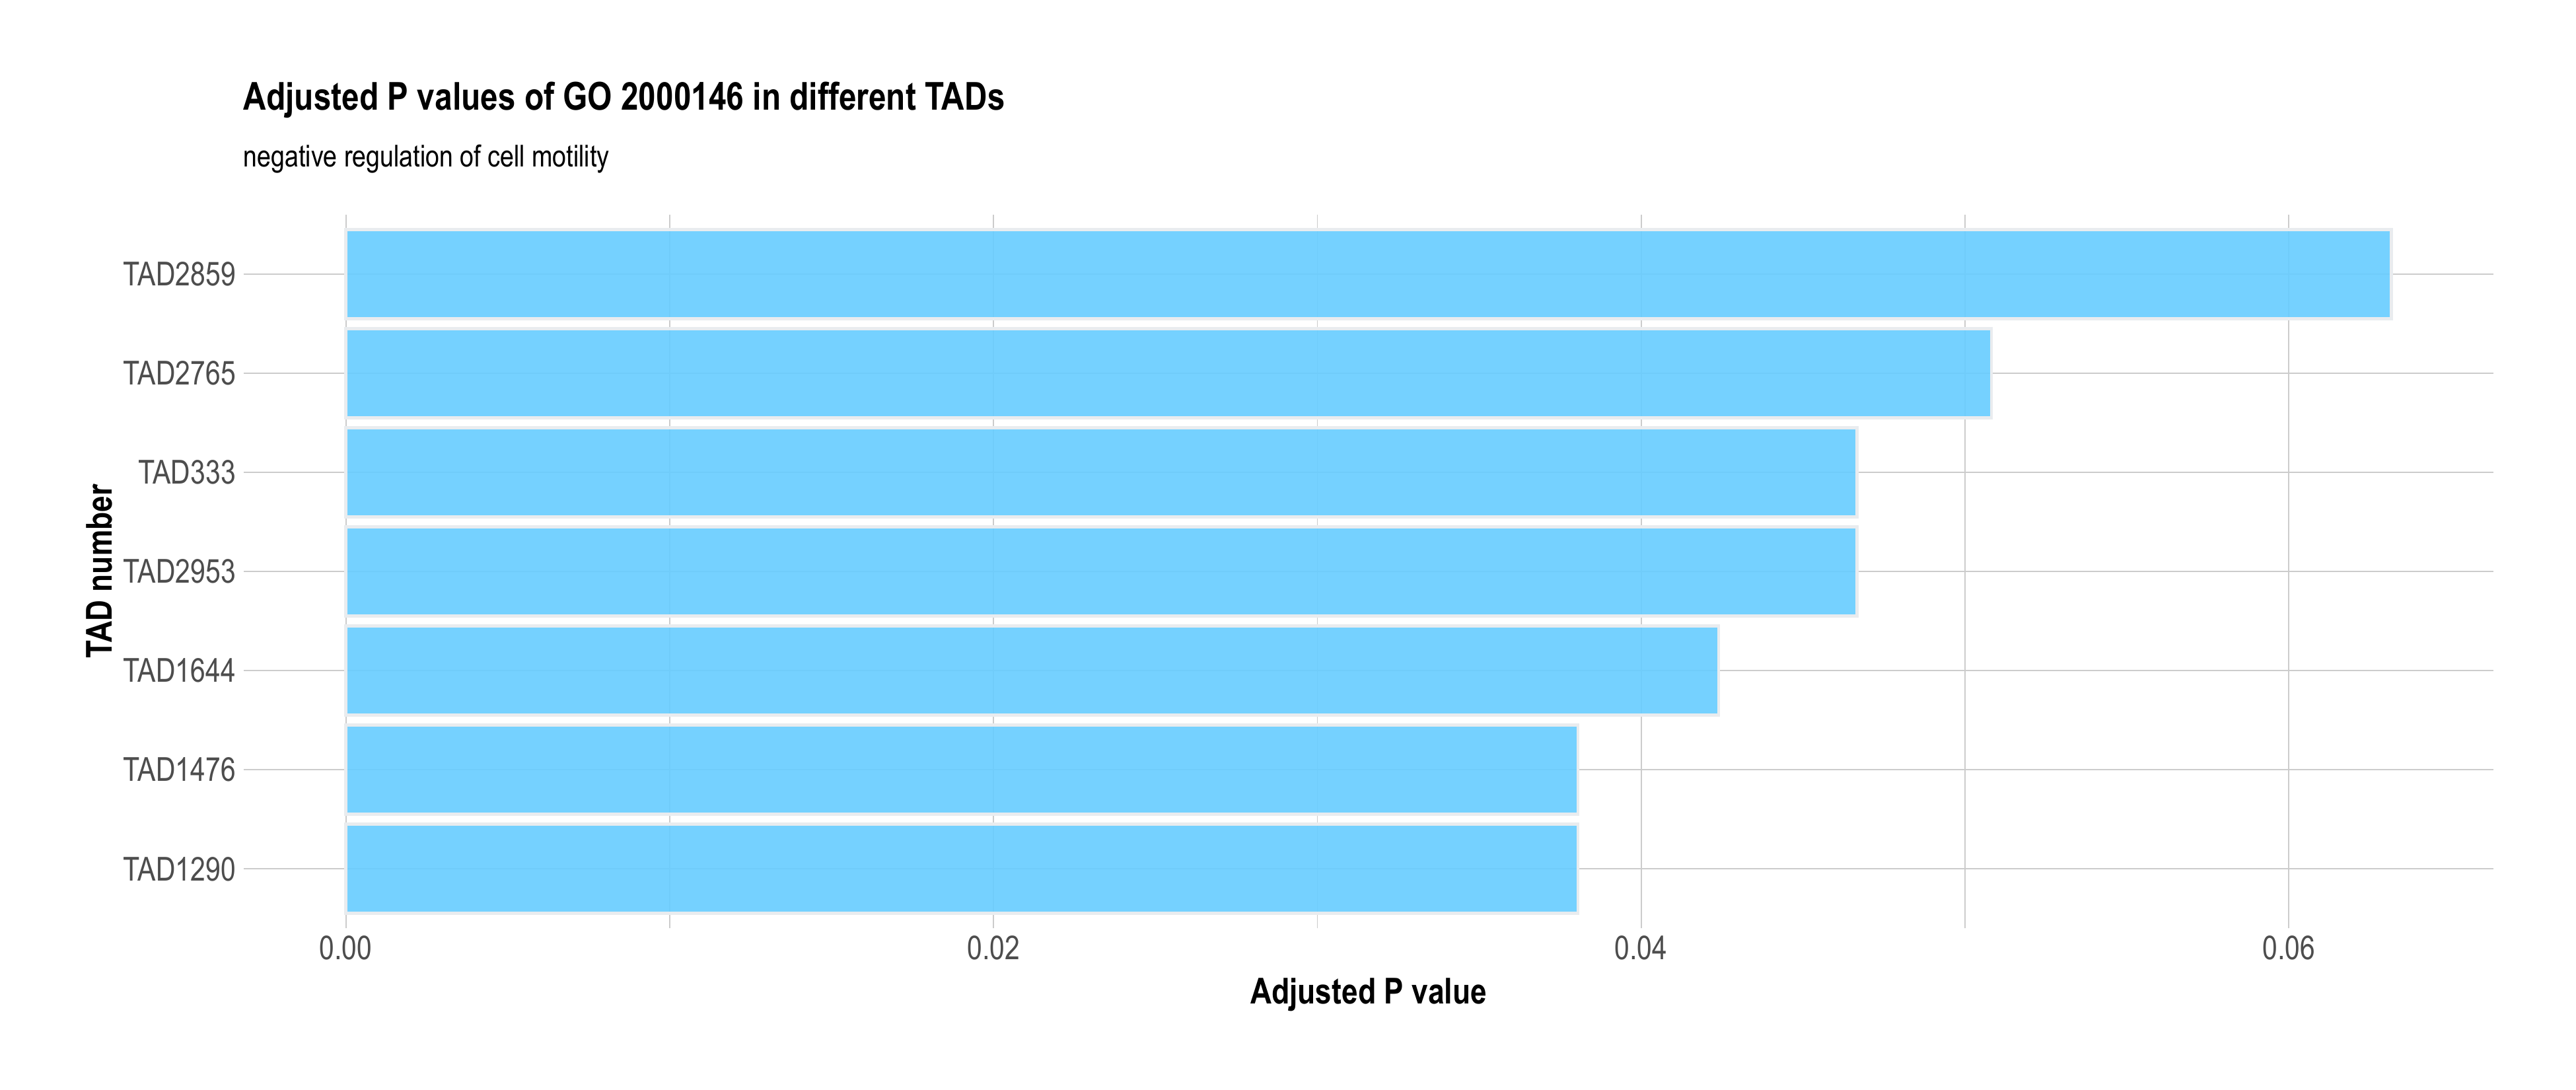 Adjusted P values of GO 2000146 in different TADs
negative regulation of cell motility
TAD number
TAD2859
TAD2765
TAD333
TAD2953
TAD1644
TAD1476
TAD1290
0.00 0.02 0.04 0.06
Adjusted P value